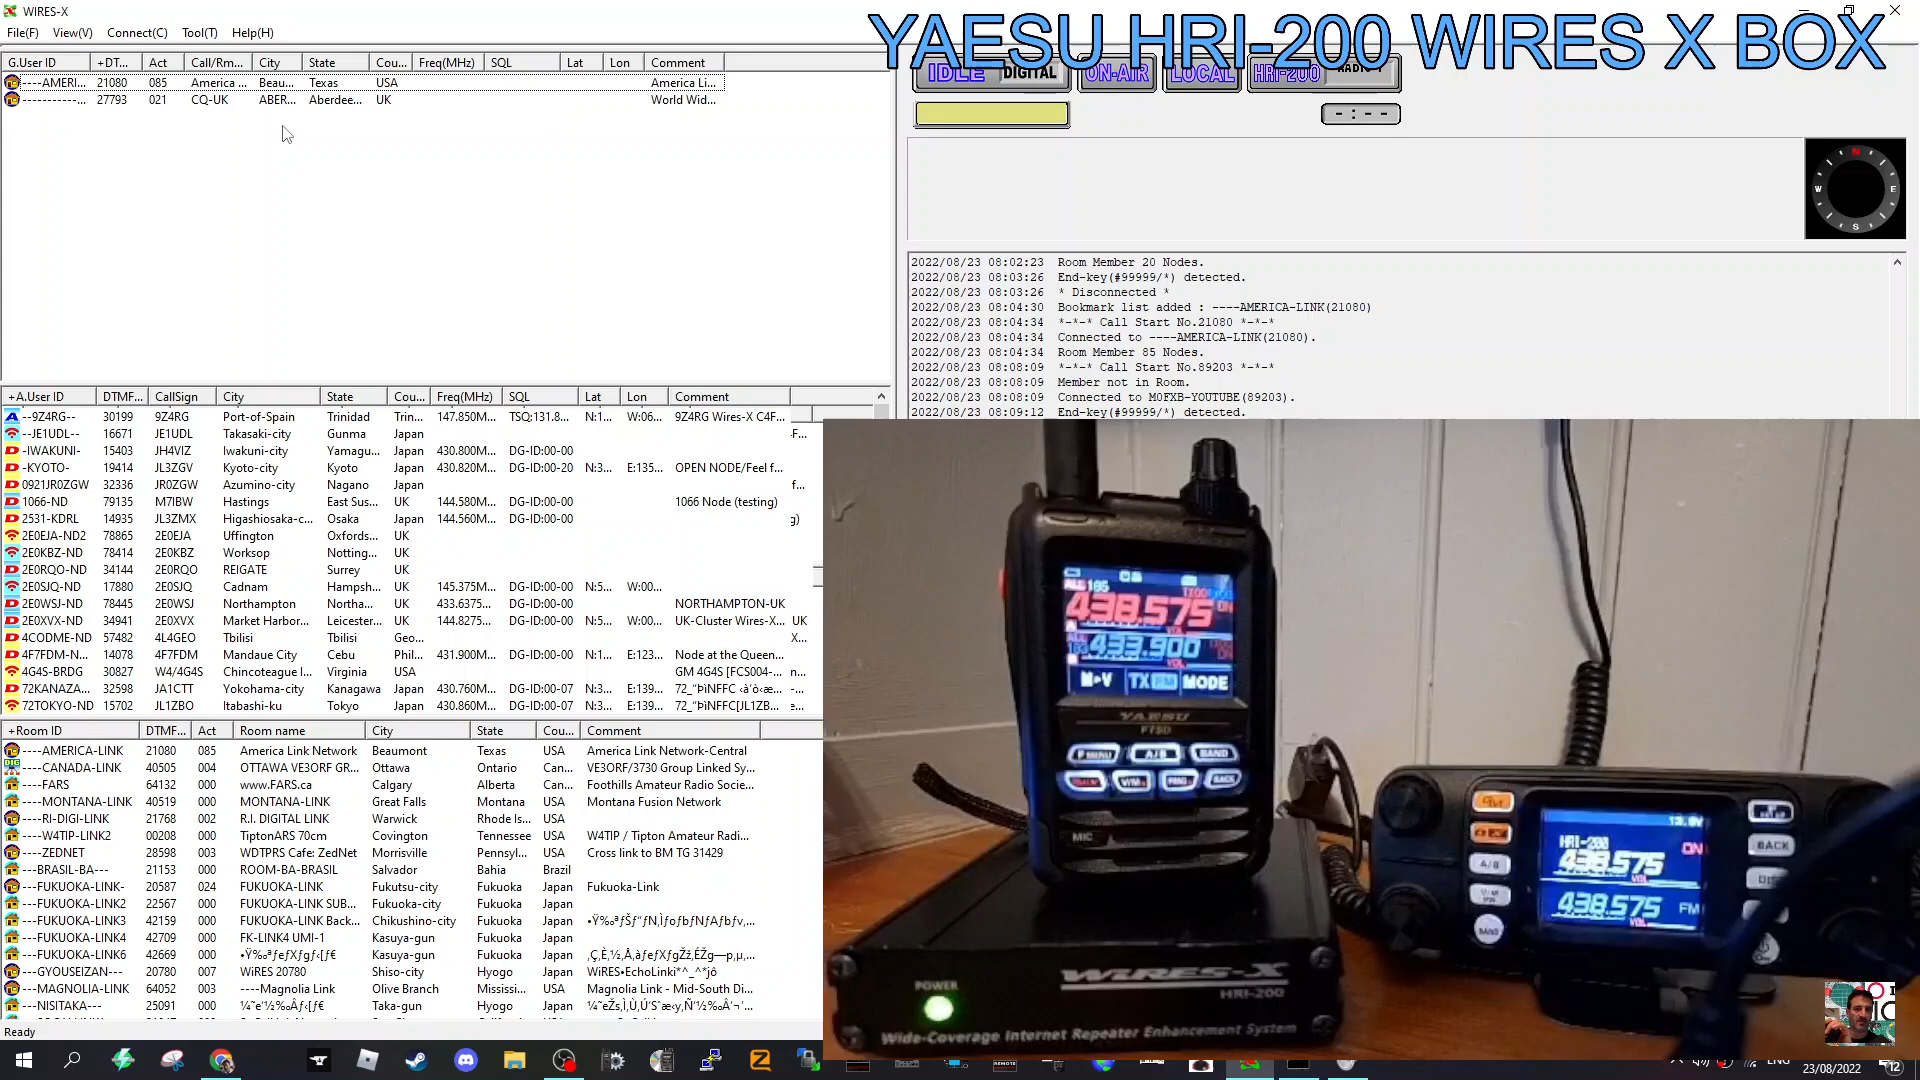 WIRES-X
YAESU HRI-200 WIRES X BOX
File(F) View(V) Connect(C) Tool(T) Help(H)
G.User ID +DT... Act Call/Rm... City State Cou... Freq(MHz) SQL Lat Lon Comment
----AMERI... 21080 085 America ... Beau... Texas USA America Li...
-----------... 27793 021 CQ-UK ABER... Aberdee... UK World Wid...
IDLE DIGITAL ON-AIR LOCAL HRI-200
- : - -
N
W E
S
2022/08/23 08:02:23 Room Member 20 Nodes.
2022/08/23 08:03:26 End-key(#99999/*) detected.
2022/08/23 08:03:26 * Disconnected *
2022/08/23 08:04:30 Bookmark list added : ----AMERICA-LINK(21080)
2022/08/23 08:04:34 *-*-* Call Start No.21080 *-*-*
2022/08/23 08:04:34 Connected to ----AMERICA-LINK(21080).
2022/08/23 08:04:34 Room Member 85 Nodes.
2022/08/23 08:08:09 *-*-* Call Start No.89203 *-*-*
2022/08/23 08:08:09 Member not in Room.
2022/08/23 08:08:09 Connected to M0FXB-YOUTUBE(89203).
2022/08/23 08:09:12 End-key(#99999/*) detected.
+A.User ID DTMF... CallSign City State Cou... Freq(MHz) SQL Lat Lon Comment
--9Z4RG-- 30199 9Z4RG Port-of-Spain Trinidad Trin... 147.850M... TSQ:131.8... N:1... W:06... 9Z4RG Wires-X C4F...
--JE1UDL-- 16671 JE1UDL Takasaki-city Gunma Japan
-IWAKUNI- 15403 JH4VIZ Iwakuni-city Yamagu... Japan 430.800M... DG-ID:00-00
-KYOTO- 19414 JL3ZGV Kyoto-city Kyoto Japan 430.820M... DG-ID:00-20 N:3... E:135... OPEN NODE/Feel f...
0921JR0ZGW 32336 JR0ZGW Azumino-city Nagano Japan
1066-ND 79135 M7IBW Hastings East Sus... UK 144.580M... DG-ID:00-00 1066 Node (testing)
2531-KDRL 14935 JL3ZMX Higashiosaka-c... Osaka Japan 144.560M... DG-ID:00-00
2E0EJA-ND2 78865 2E0EJA Uffington Oxfords... UK
2E0KBZ-ND 78414 2E0KBZ Worksop Notting... UK
2E0RQO-ND 34144 2E0RQO REIGATE Surrey UK
2E0SJQ-ND 17880 2E0SJQ Cadnam Hampsh... UK 145.375M... DG-ID:00-00 N:5... W:00...
2E0WSJ-ND 78445 2E0WSJ Northampton Northa... UK 433.6375... DG-ID:00-00 NORTHAMPTON-UK
2E0XVX-ND 34941 2E0XVX Market Harbor... Leicester... UK 144.8275... DG-ID:00-00 N:5... W:00... UK-Cluster Wires-X... UK
4CODME-ND 57482 4L4GEO Tbilisi Tbilisi Geo...
4F7FDM-N... 14078 4F7FDM Mandaue City Cebu Phil... 431.900M... DG-ID:00-00 N:1... E:123... Node at the Queen...
4G4S-BRDG 30827 W4/4G4S Chincoteague I... Virginia USA GM 4G4S [FCS004-...
72KANAZA... 32598 JA1CTT Yokohama-city Kanagawa Japan 430.760M... DG-ID:00-07 N:3... E:139...
72TOKYO-ND 15702 JL1ZBO Itabashi-ku Tokyo Japan 430.860M... DG-ID:00-07 N:3... E:139...
+Room ID DTMF... Act Room name City State Cou... Comment
----AMERICA-LINK 21080 085 America Link Network Beaumont Texas USA America Link Network-Central
----CANADA-LINK 40505 004 OTTAWA VE3ORF GR... Ottawa Ontario Can... VE3ORF/3730 Group Linked Sy...
----FARS 64132 000 www.FARS.ca Calgary Alberta Can... Foothills Amateur Radio Socie...
----MONTANA-LINK 40519 000 MONTANA-LINK Great Falls Montana USA Montana Fusion Network
----RI-DIGI-LINK 21768 002 R.I. DIGITAL LINK Warwick Rhode Is... USA
----W4TIP-LINK2 00208 000 TiptonARS 70cm Covington Tennessee USA W4TIP / Tipton Amateur Radi...
----ZEDNET 28598 003 WDTPRS Cafe: ZedNet Morrisville Pennsyl... USA Cross link to BM TG 31429
---BRASIL-BA--- 21153 000 ROOM-BA-BRASIL Salvador Bahia Brazil
---FUKUOKA-LINK- 20587 024 FUKUOKA-LINK Fukutsu-city Fukuoka Japan Fukuoka-Link
---FUKUOKA-LINK2 22567 000 FUKUOKA-LINK SUB... Fukuoka-city Fukuoka Japan
---FUKUOKA-LINK3 42159 000 FUKUOKA-LINK Back... Chikushino-city Fukuoka Japan
---FUKUOKA-LINK4 42709 000 FK-LINK4 UMI-1 Kasuya-gun Fukuoka Japan
---FUKUOKA-LINK6 42669 000 Kasuya-gun Fukuoka Japan
---GYOUSEIZAN--- 20780 007 WiRES 20780 Shiso-city Hyogo Japan WiRES•EchoLinki*^_^*jô
---MAGNOLIA-LINK 64052 003 ----Magnolia Link Olive Branch Mississi... USA Magnolia Link - Mid-South Di...
---NISITAKA--- 25091 000 Taka-gun Hyogo Japan
Ready
ALL 185
438.575
433.900
M▸V TX FM MODE
YAESU
FT5D
F MENU A/B BAND
V/M BACK
MIC
POWER
WIRES-X
HRI-200
Wide-Coverage Internet Repeater Enhancement System
13.8V
HRI-200
438.575
438.575 FM
A/B
V/M
BAND
BACK
ENG
23/08/2022
12